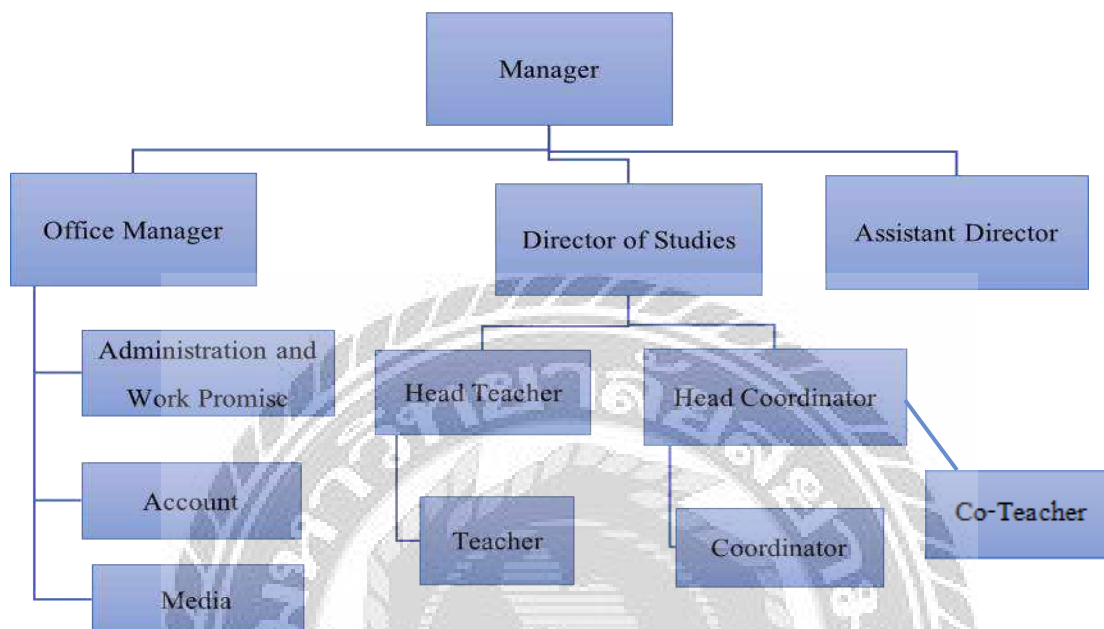 Manager
Office Manager
Director of Studies
Assistant Director
Administration and
Work Promise
Head Teacher
Head Coordinator
Account
Co-Teacher
Teacher
Coordinator
Media